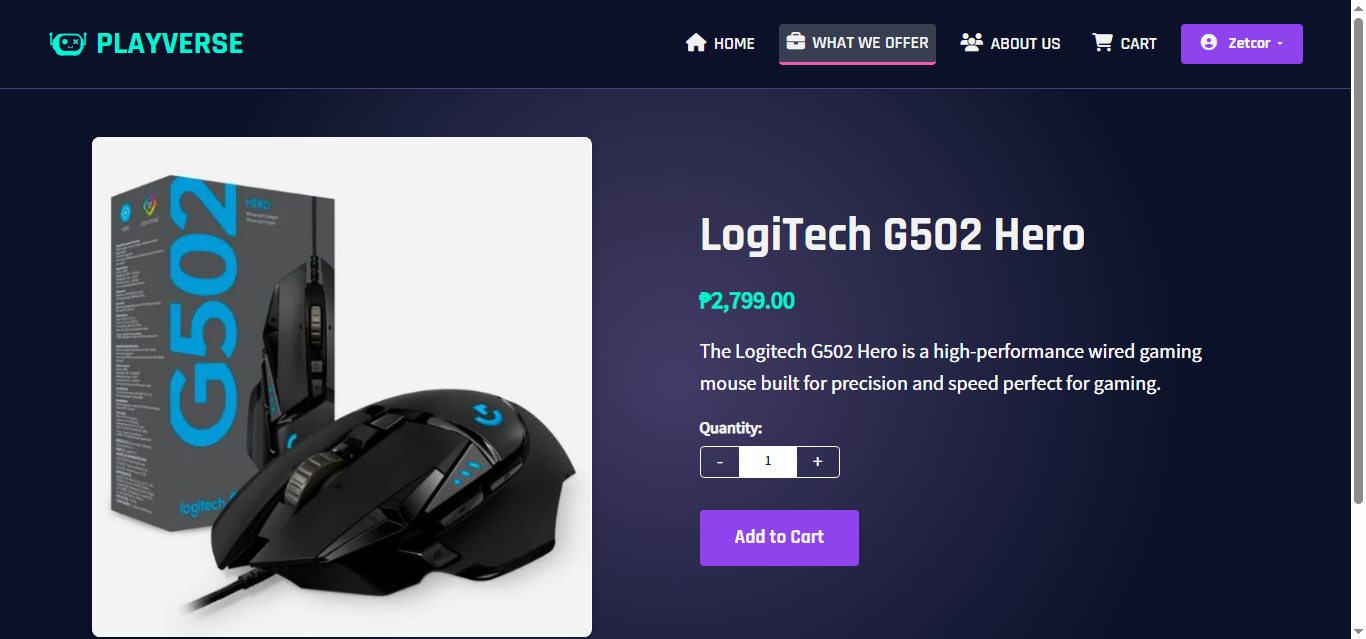 PLAYVERSE
HOME
WHAT WE OFFER
ABOUT US
CART
Zetcor
G502
HERO
HERO
logitech
LogiTech G502 Hero
₱2,799.00
The Logitech G502 Hero is a high-performance wired gaming
mouse built for precision and speed perfect for gaming.
Quantity:
- 1 +
Add to Cart